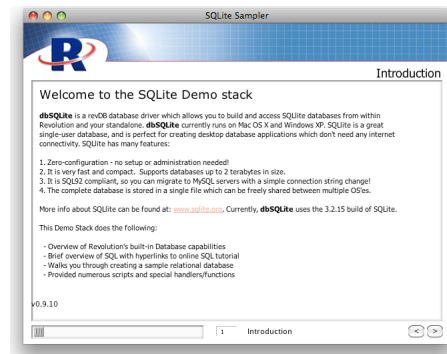 SQLite Sampler
R
Introduction
Welcome to the SQLite Demo stack
dbSQLite is a revDB database driver which allows you to build and access SQLite databases from within
Revolution and your standalone. dbSQLite currently runs on Mac OS X and Windows XP. SQLite is a great
single-user database, and is perfect for creating desktop database applications which don't need any internet
connectivity. SQLite has many features:
1. Zero-configuration - no setup or administration needed!
2. It is very fast and compact. Supports databases up to 2 terabytes in size.
3. It is SQL92 compliant, so you can migrate to MySQL servers with a simple connection string change!
4. The complete database is stored in a single file which can be freely shared between multiple OS'es.
More info about SQLite can be found at: www.sqlite.org. Currently, dbSQLite uses the 3.2.15 build of SQLite.
This Demo Stack does the following:
- Overview of Revolution's built-in Database capabilities
- Brief overview of SQL with hyperlinks to online SQL tutorial
- Walks you through creating a sample relational database
- Provided numerous scripts and special handlers/functions
v0.9.10
1 Introduction < >